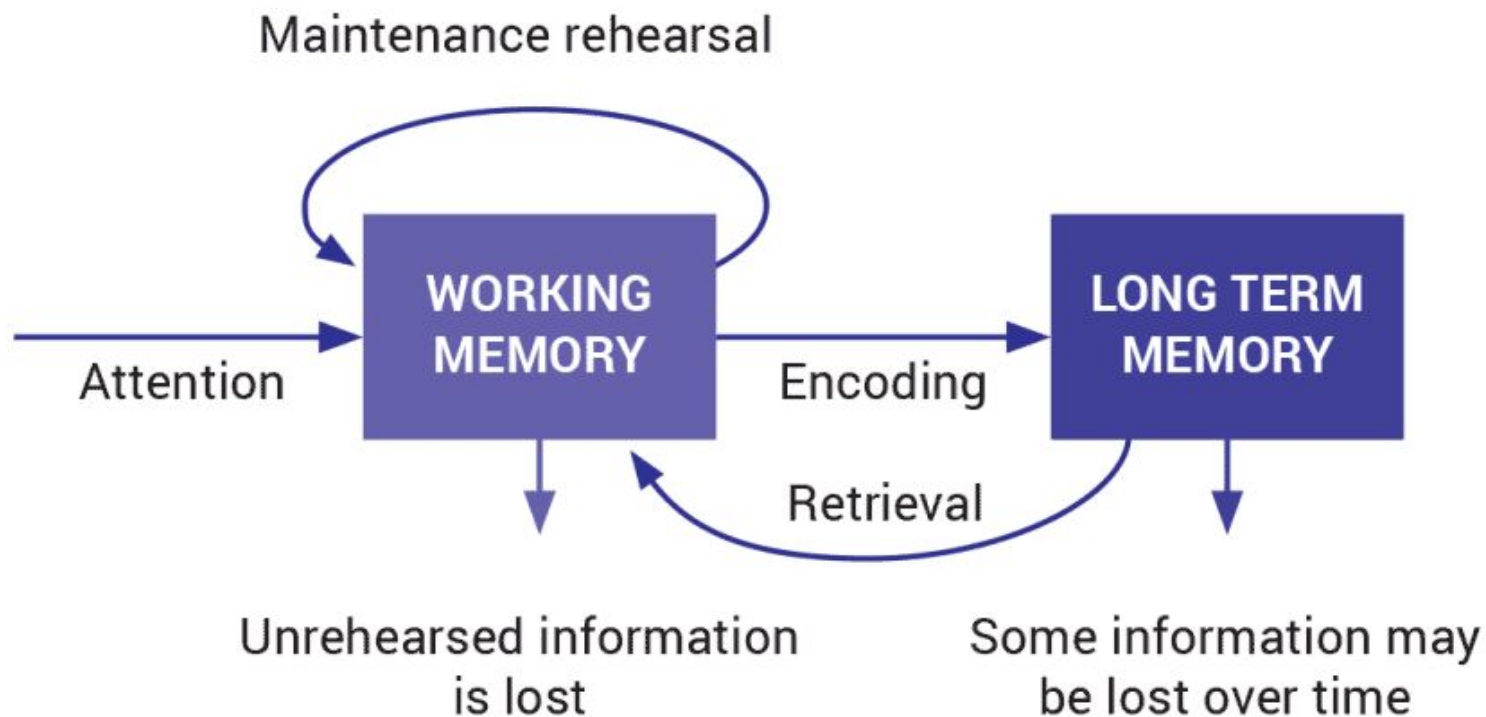 Maintenance rehearsal
WORKING
MEMORY
LONG TERM
MEMORY
Attention
Encoding
Retrieval
Unrehearsed information
is lost
Some information may
be lost over time